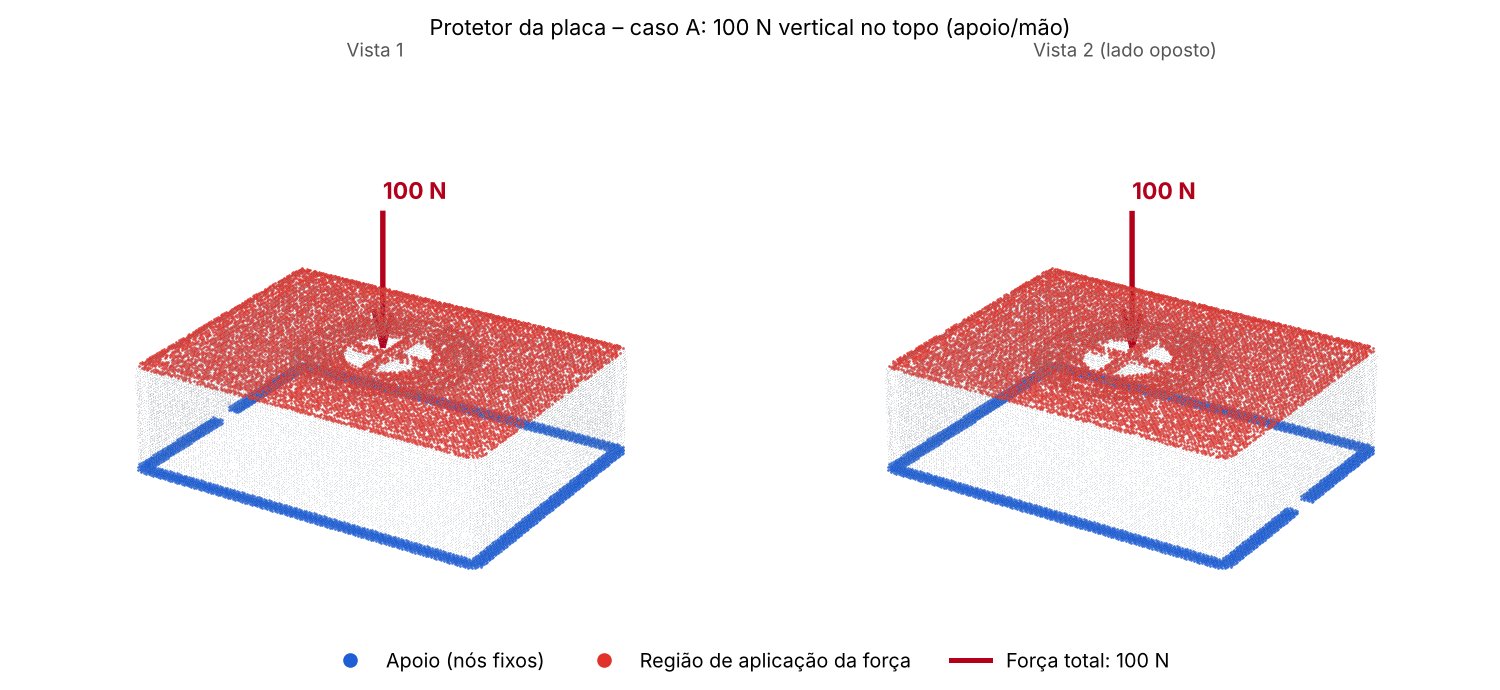 Protetor da placa – caso A: 100 N vertical no topo (apoio/mão)
Vista 1
Vista 2 (lado oposto)
100 N
100 N
Apoio (nós fixos)
Região de aplicação da força
Força total: 100 N